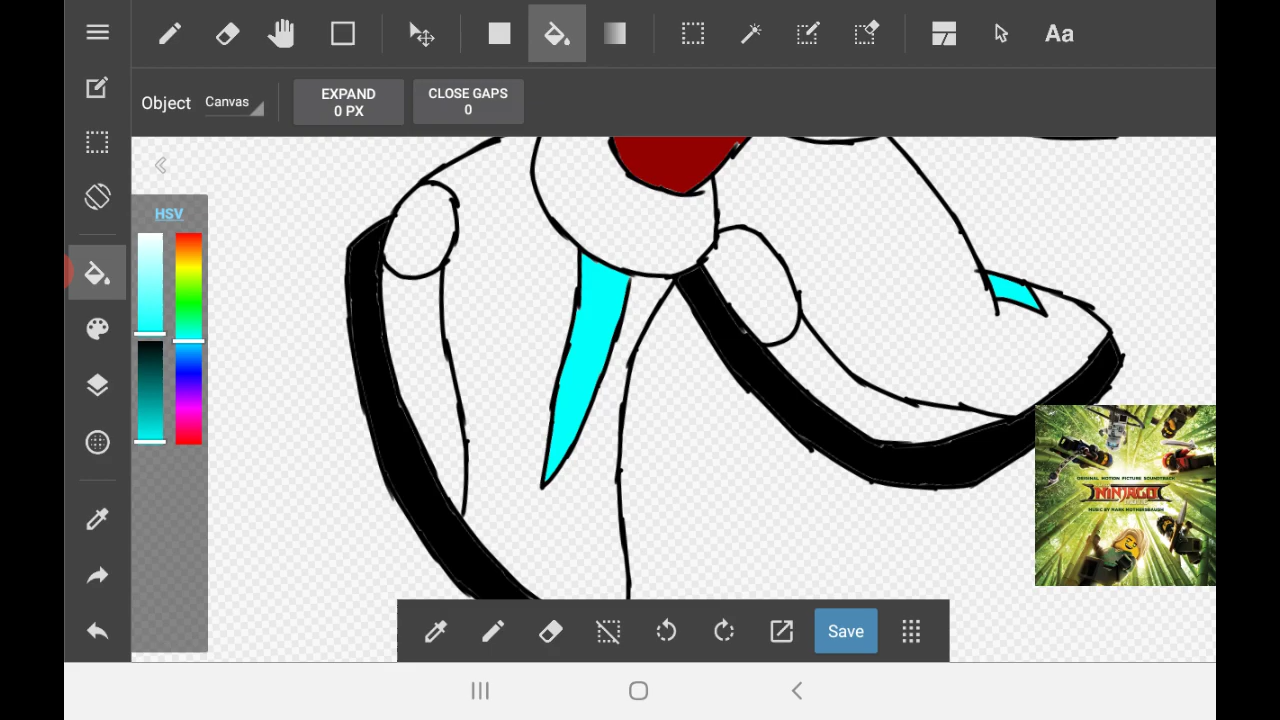 Aa
Object Canvas
EXPAND
0 PX
CLOSE GAPS
0
HSV
ORIGINAL MOTION PICTURE SOUNDTRACK
NINJAGO
MUSIC BY MARK MOTHERSBAUGH
Save